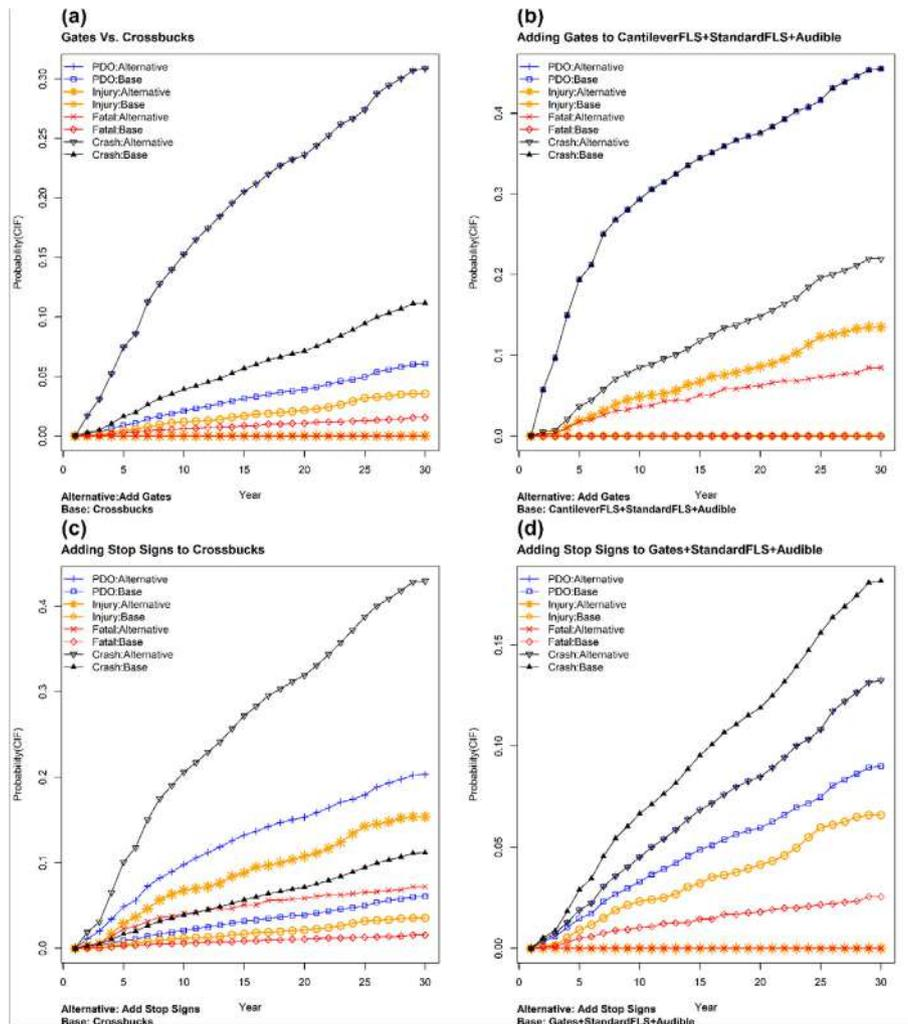 (a)
Gates Vs. Crossbucks
PDO:Alternative
PDO:Base
Injury:Alternative
Injury:Base
Fatal:Alternative
Fatal:Base
Crash:Alternative
Crash:Base
Probability(CIF)
0.30
0.25
0.20
0.15
0.10
0.05
0.00
0 5 10 15 20 25 30
Year
Alternative:Add Gates
Base: Crossbucks
(b)
Adding Gates to CantileverFLS+StandardFLS+Audible
PDO:Alternative
PDO:Base
Injury:Alternative
Injury:Base
Fatal:Alternative
Fatal:Base
Crash:Alternative
Crash:Base
Probability(CIF)
0.4
0.3
0.2
0.1
0.0
0 5 10 15 20 25 30
Year
Alternative: Add Gates
Base: CantileverFLS+StandardFLS+Audible
(c)
Adding Stop Signs to Crossbucks
PDO:Alternative
PDO:Base
Injury:Alternative
Injury:Base
Fatal:Alternative
Fatal:Base
Crash:Alternative
Crash:Base
Probability(CIF)
0.4
0.3
0.2
0.1
0.0
0 5 10 15 20 25 30
Year
Alternative: Add Stop Signs
Base: Crossbucks
(d)
Adding Stop Signs to Gates+StandardFLS+Audible
PDO:Alternative
PDO:Base
Injury:Alternative
Injury:Base
Fatal:Alternative
Fatal:Base
Crash:Alternative
Crash:Base
Probability(CIF)
0.15
0.10
0.05
0.00
0 5 10 15 20 25 30
Year
Alternative: Add Stop Signs
Base: Gates+StandardFLS+Audible